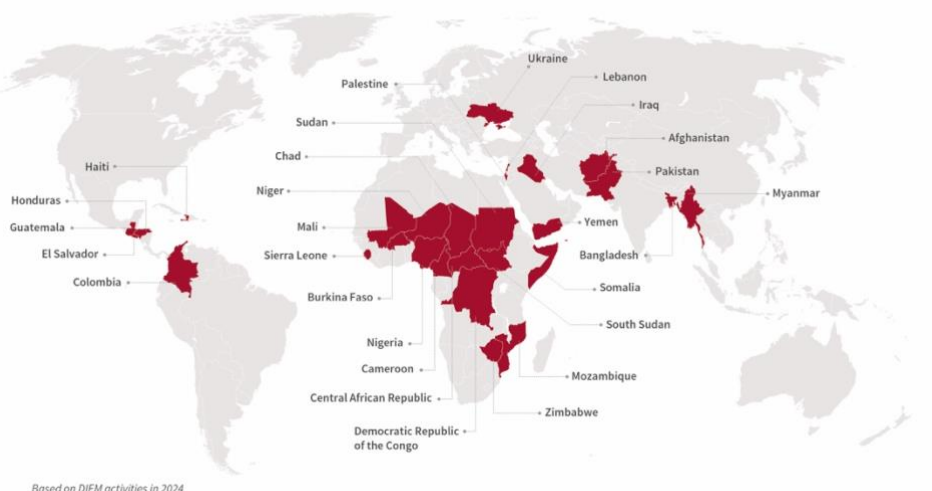 Ukraine
Palestine
Lebanon
Iraq
Sudan
Afghanistan
Chad
Haiti
Pakistan
Niger
Myanmar
Honduras
Yemen
Guatemala
Mali
El Salvador
Sierra Leone
Bangladesh
Colombia
Somalia
Burkina Faso
South Sudan
Nigeria
Cameroon
Mozambique
Central African Republic
Zimbabwe
Democratic Republic
of the Congo
Based on DIEM activities in 2024